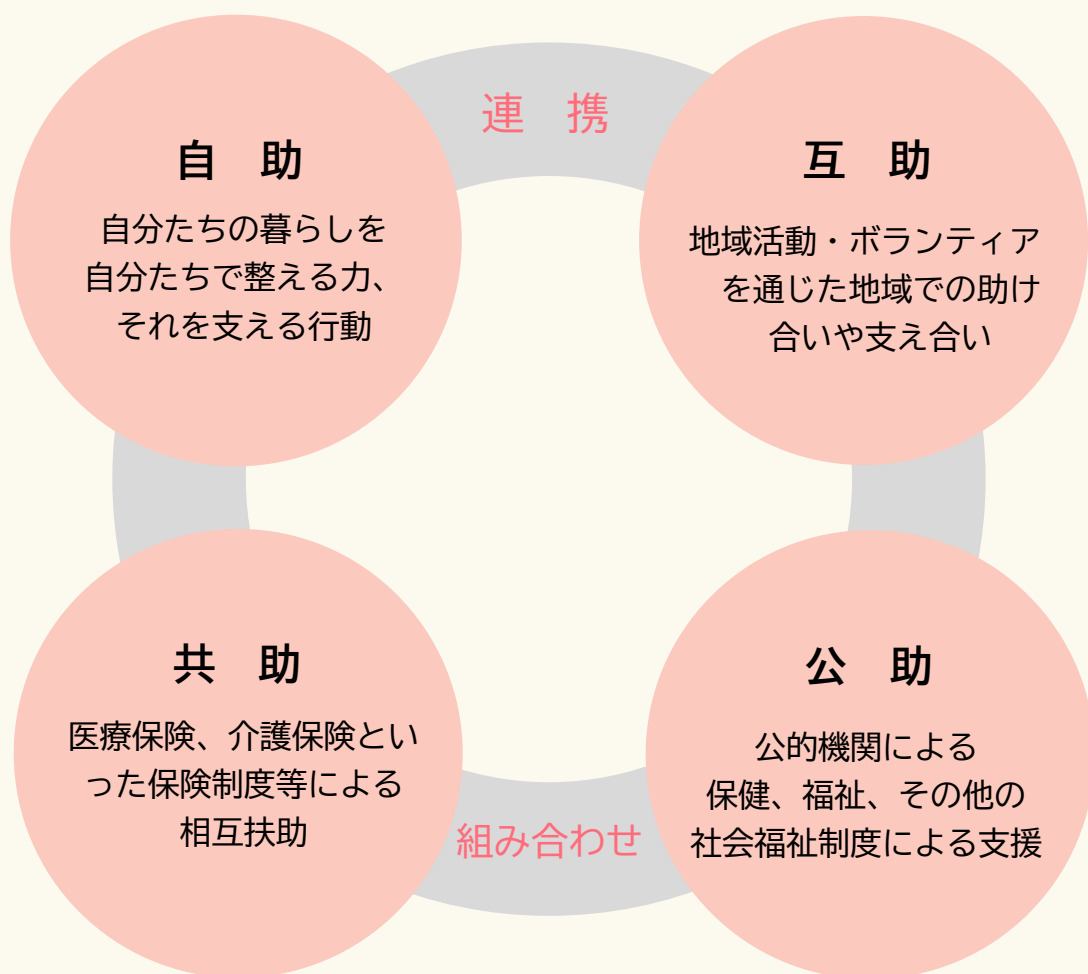 連　携
自　助
自分たちの暮らしを
自分たちで整える力、
それを支える行動
互　助
地域活動・ボランティア
を通じた地域での助け
合いや支え合い
共　助
医療保険、介護保険とい
った保険制度等による
相互扶助
公　助
公的機関による
保健、福祉、その他の
社会福祉制度による支援
組み合わせ